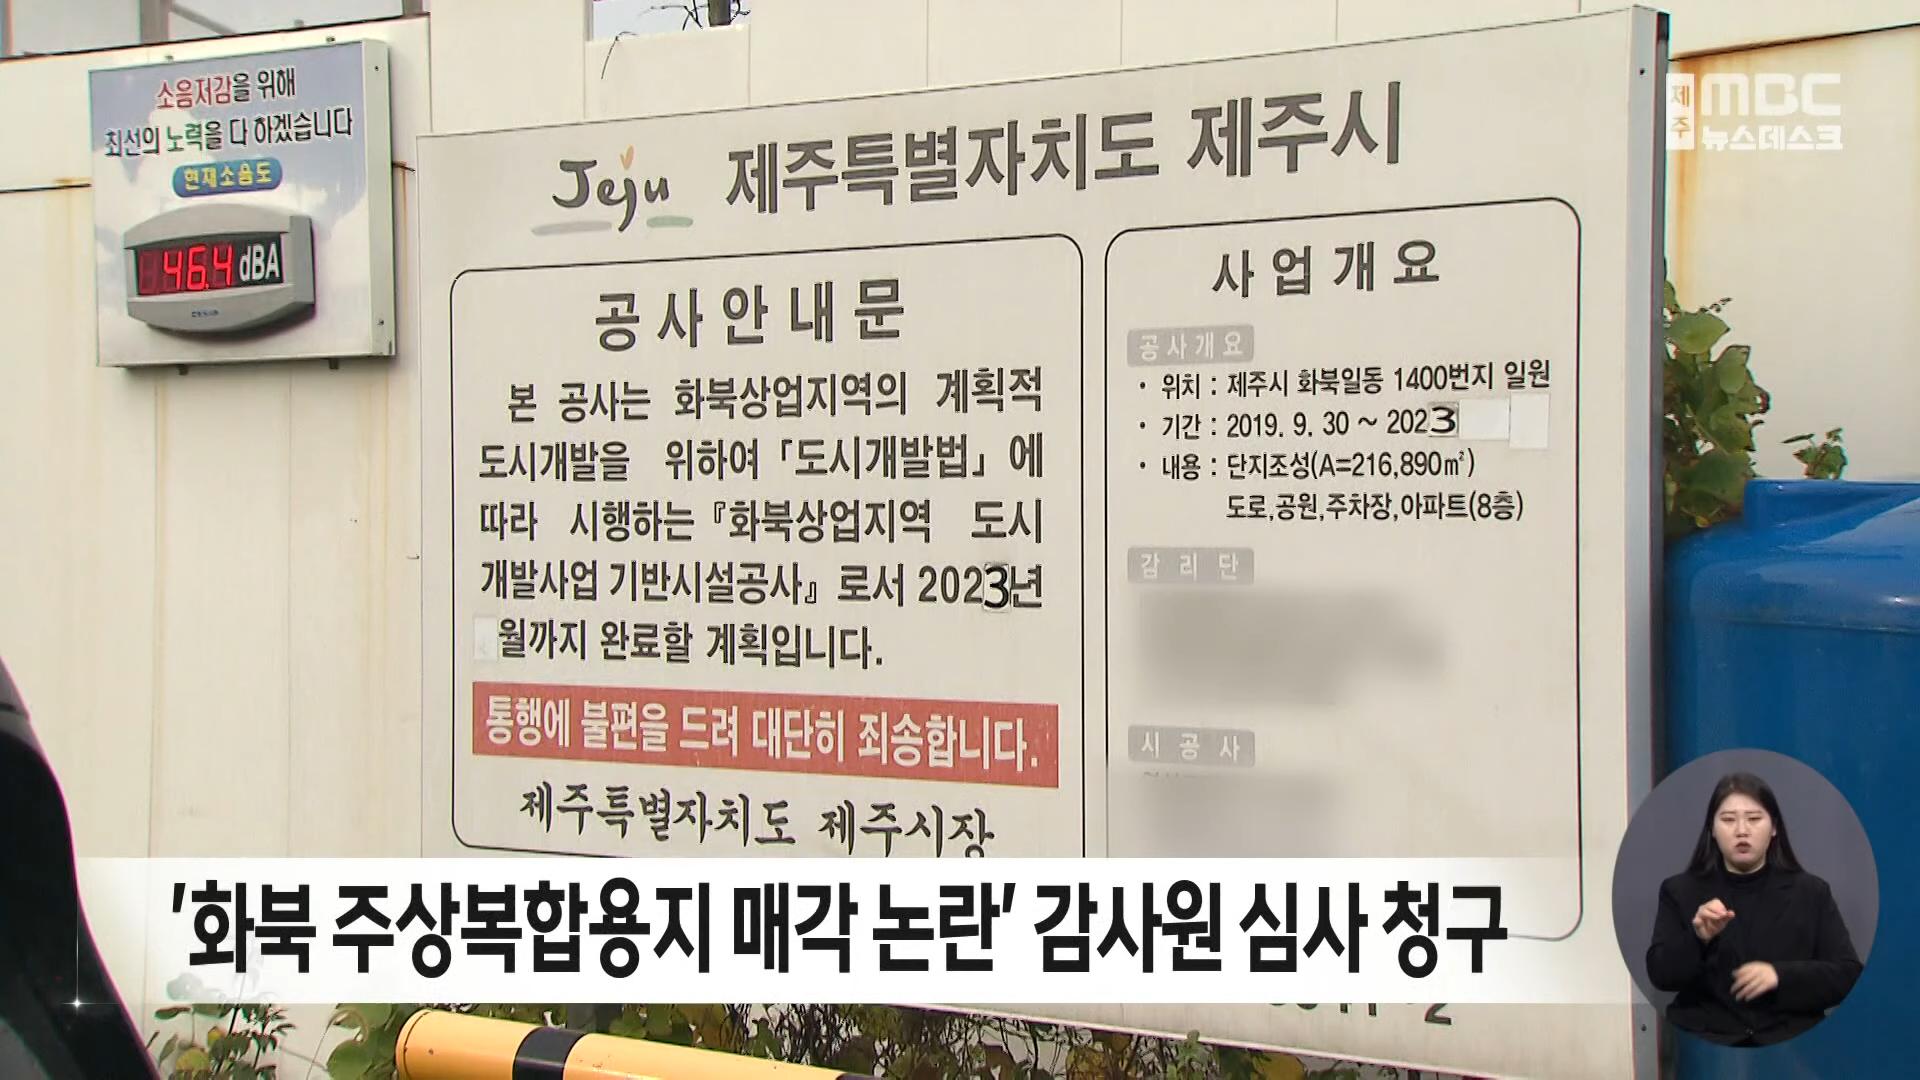 소음저감을 위해
최선의 노력을 다 하겠습니다
현재소음도
46.4 dBA
제주 MBC
뉴스데스크
Jeju 제주특별자치도 제주시
공사안내문
본 공사는 화북상업지역의 계획적
도시개발을 위하여 「도시개발법」에
따라 시행하는 『화북상업지역 도시
개발사업 기반시설공사』로서 2023년
월까지 완료할 계획입니다.
통행에 불편을 드려 대단히 죄송합니다.
제주특별자치도 제주시장
사업개요
공사개요
· 위치 : 제주시 화북일동 1400번지 일원
· 기간 : 2019. 9. 30 ~ 2023
· 내용 : 단지조성(A=216,890㎡)
도로,공원,주차장,아파트(8층)
감리단
시공사
'화북 주상복합용지 매각 논란' 감사원 심사 청구